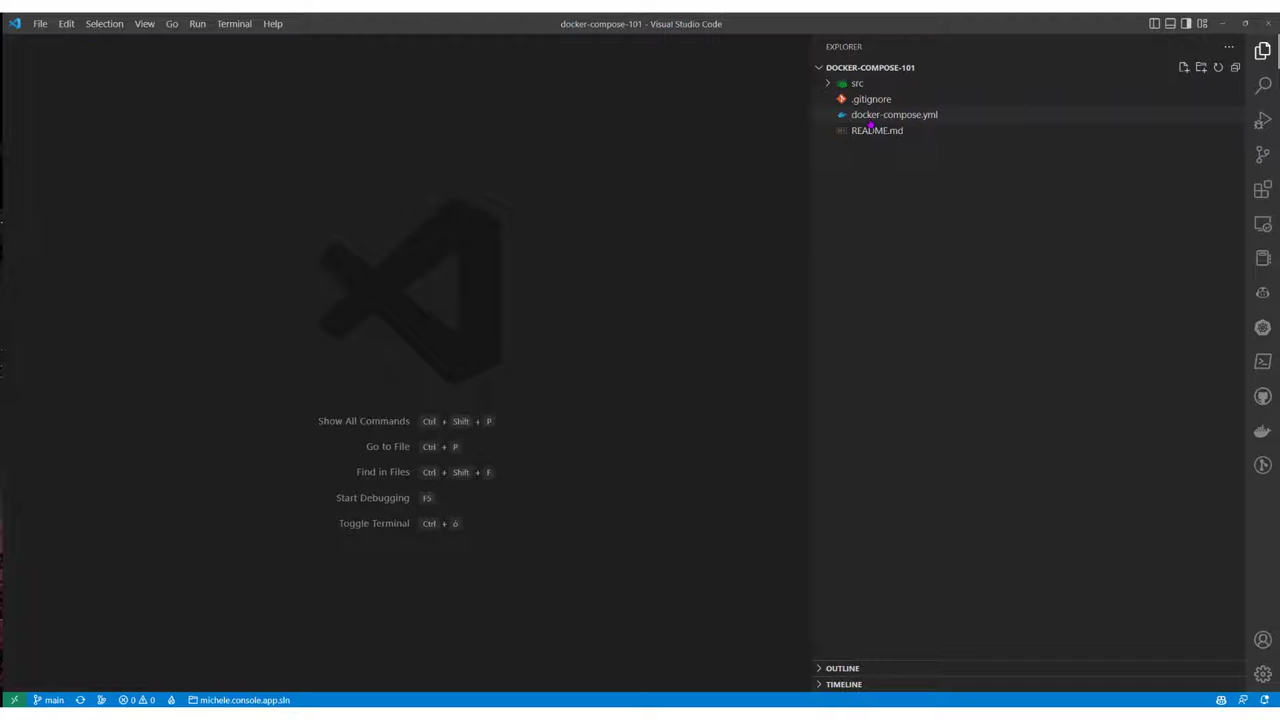 File Edit Selection View Go Run Terminal Help
docker-compose-101 - Visual Studio Code
EXPLORER
DOCKER-COMPOSE-101
src
.gitignore
docker-compose.yml
README.md
Show All Commands Ctrl + Shift + P
Go to File Ctrl + P
Find in Files Ctrl + Shift + F
Start Debugging F5
Toggle Terminal Ctrl + ò
OUTLINE
TIMELINE
main 0 0 michele.console.app.sln